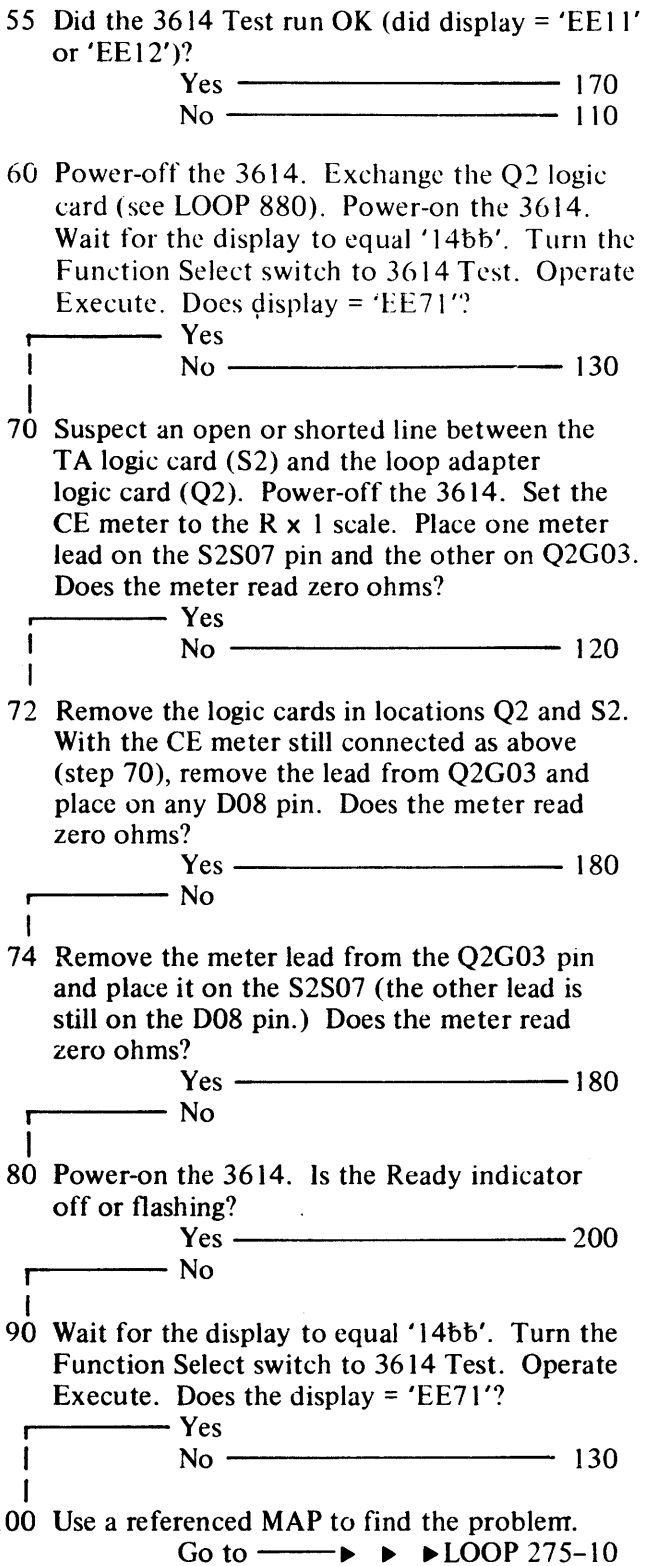 55 Did the 3614 Test run OK (did display = 'EE11'
or 'EE12')?
Yes 170
No 110
60 Power-off the 3614. Exchange the Q2 logic
card (see LOOP 880). Power-on the 3614.
Wait for the display to equal '14ƀƀ'. Turn the
Function Select switch to 3614 Test. Operate
Execute. Does display = 'EE71'?
Yes
No 130
70 Suspect an open or shorted line between the
TA logic card (S2) and the loop adapter
logic card (Q2). Power-off the 3614. Set the
CE meter to the R x 1 scale. Place one meter
lead on the S2S07 pin and the other on Q2G03.
Does the meter read zero ohms?
Yes
No 120
72 Remove the logic cards in locations Q2 and S2.
With the CE meter still connected as above
(step 70), remove the lead from Q2G03 and
place on any D08 pin. Does the meter read
zero ohms?
Yes 180
No
74 Remove the meter lead from the Q2G03 pin
and place it on the S2S07 (the other lead is
still on the D08 pin.) Does the meter read
zero ohms?
Yes 180
No
80 Power-on the 3614. Is the Ready indicator
off or flashing?
Yes 200
No
90 Wait for the display to equal '14ƀƀ'. Turn the
Function Select switch to 3614 Test. Operate
Execute. Does the display = 'EE71'?
Yes
No 130
00 Use a referenced MAP to find the problem.
Go to ▶ ▶ ▶LOOP 275-10